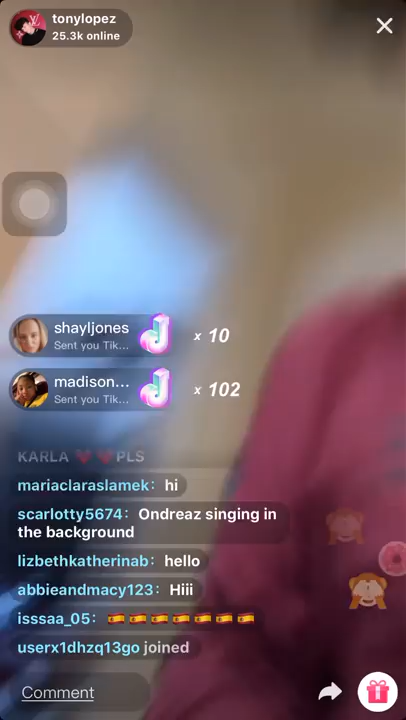 tonylopez
25.3k online
shayljones
Sent you Tik...
x 10
madison...
Sent you Tik...
x 102
KARLA ❤️ ❤️PLS
mariaclaraslamek: hi
scarlotty5674: Ondreaz singing in
the background
lizbethkatherinab: hello
abbieandmacy123: Hiii
isssaa_05: 🇪🇸🇪🇸🇪🇸🇪🇸🇪🇸🇪🇸🇪🇸
userx1dhzq13go joined
Comment